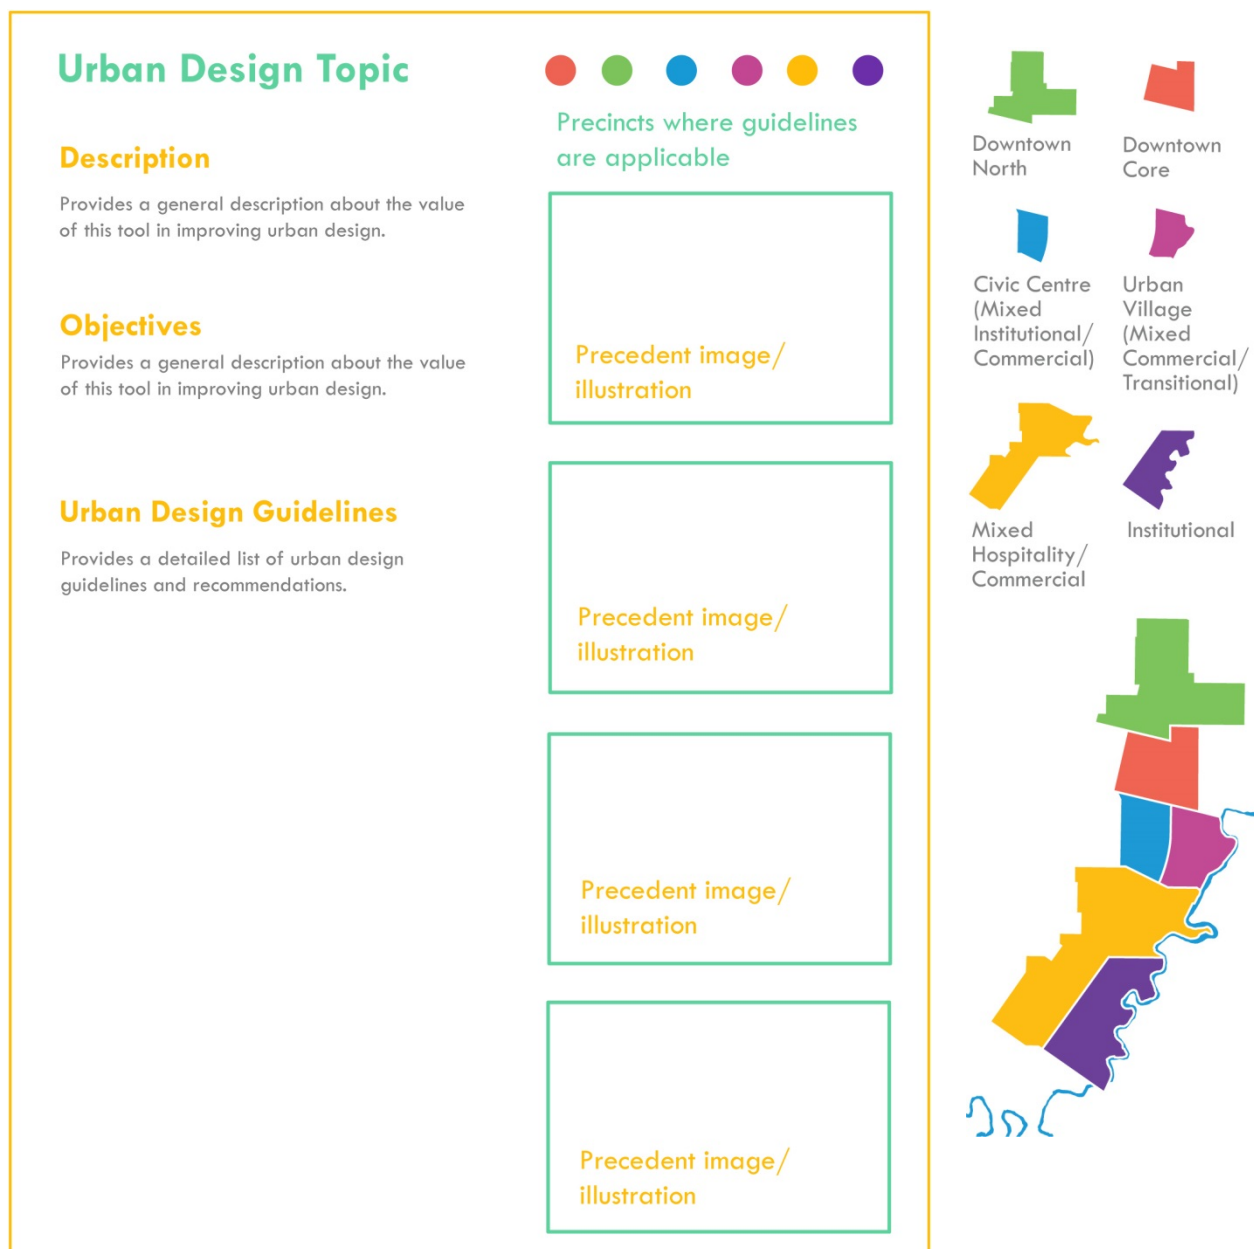 Urban Design Topic
Precincts where guidelines
are applicable
Description
Provides a general description about the value
of this tool in improving urban design.
Objectives
Provides a general description about the value
of this tool in improving urban design.
Urban Design Guidelines
Provides a detailed list of urban design
guidelines and recommendations.
Precedent image/
illustration
Precedent image/
illustration
Precedent image/
illustration
Precedent image/
illustration
Downtown
North
Downtown
Core
Civic Centre
(Mixed
Institutional/
Commercial)
Urban
Village
(Mixed
Commercial/
Transitional)
Mixed
Hospitality/
Commercial
Institutional